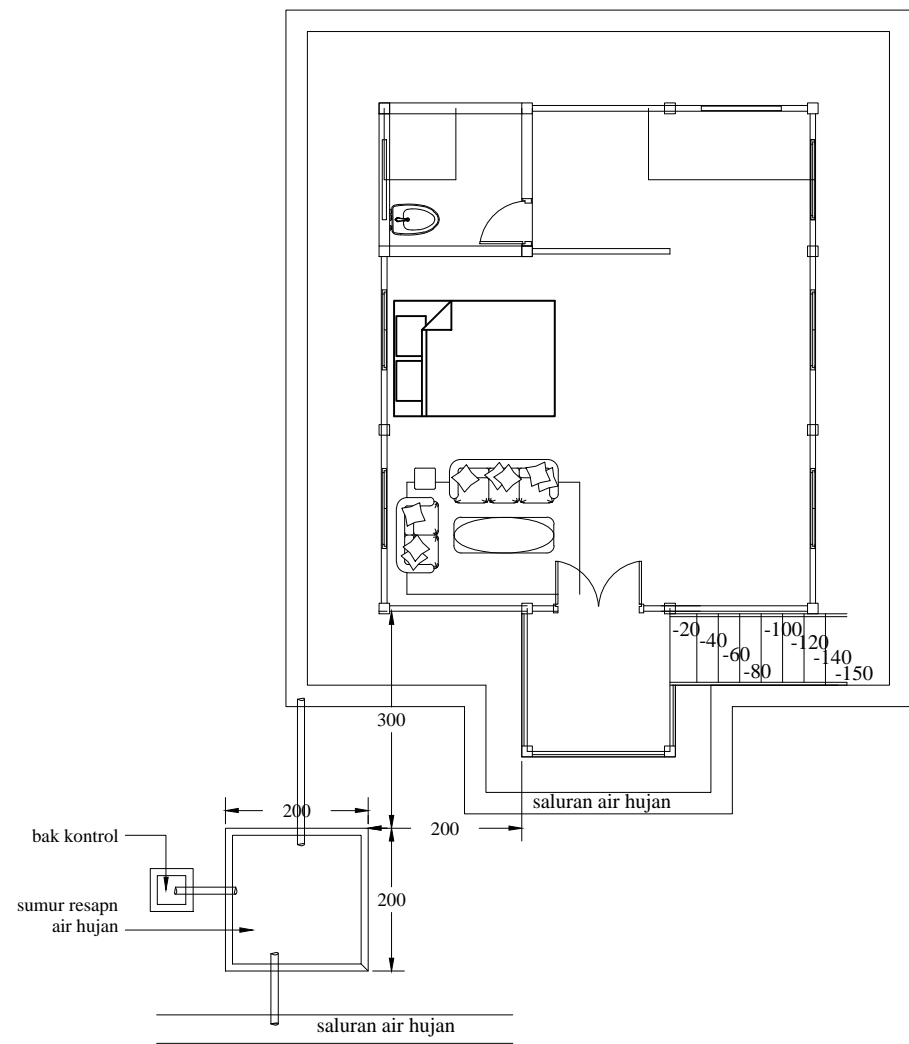 -20
-40
-60
-80
-100
-120
-140
-150
300
saluran air hujan
200
200
bak kontrol
200
sumur resapn
air hujan
saluran air hujan